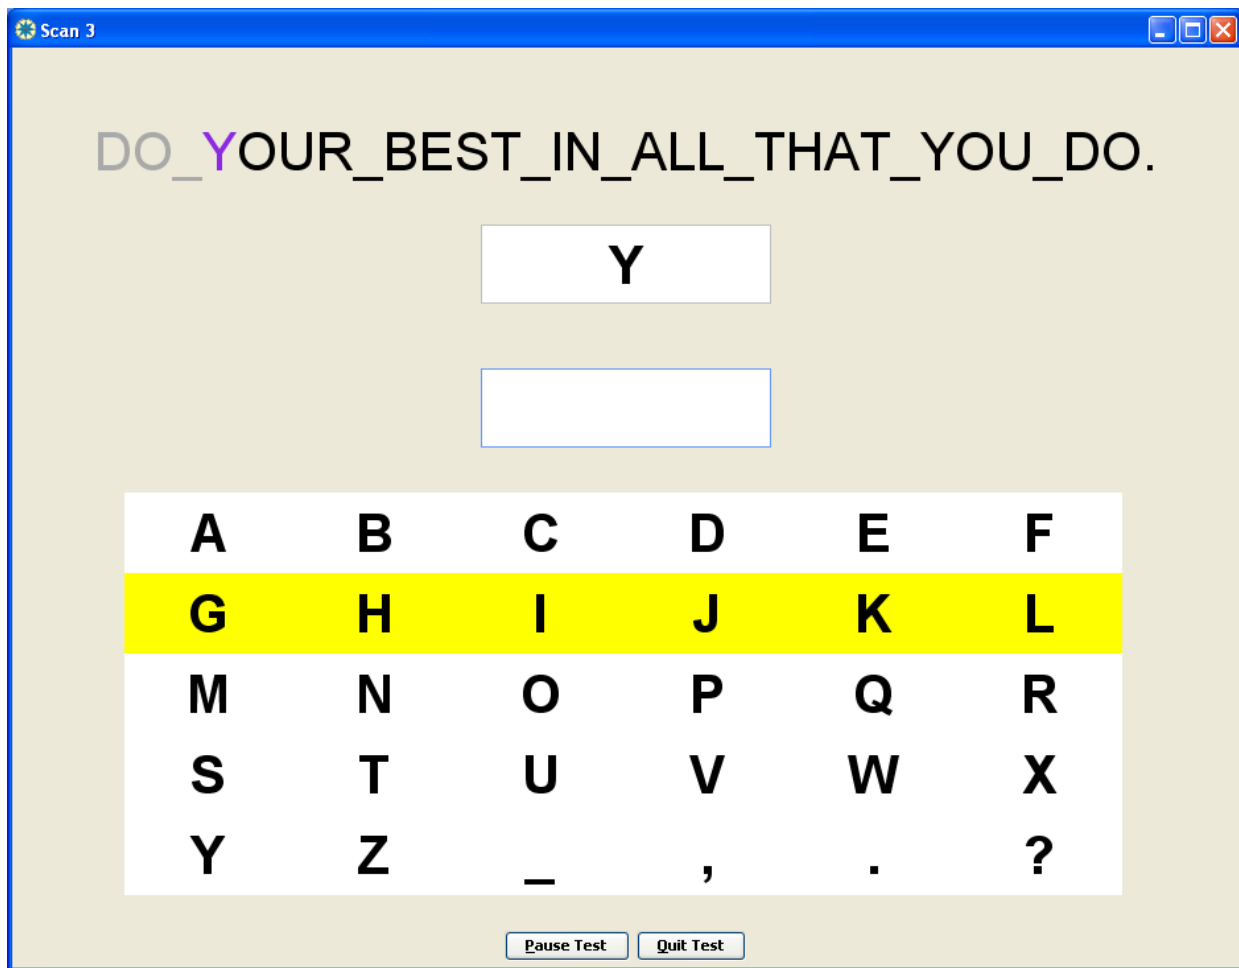 Scan 3
DO_YOUR_BEST_IN_ALL_THAT_YOU_DO.
Y
A B C D E F
G H I J K L
M N O P Q R
S T U V W X
Y Z _ , . ?
Pause Test Quit Test